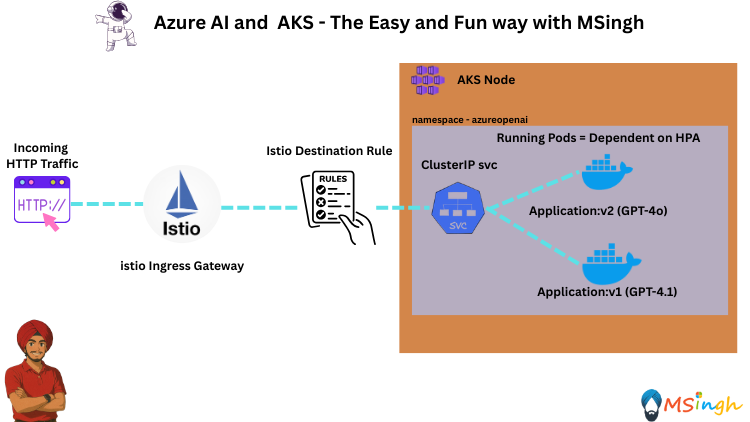 Azure AI and AKS - The Easy and Fun way with MSingh
AKS Node
namespace - azureopenai
Running Pods = Dependent on HPA
Incoming
HTTP Traffic
HTTP://
Istio
istio Ingress Gateway
Istio Destination Rule
RULES
ClusterIP svc
SVC
Application:v2 (GPT-4o)
Application:v1 (GPT-4.1)
MSingh